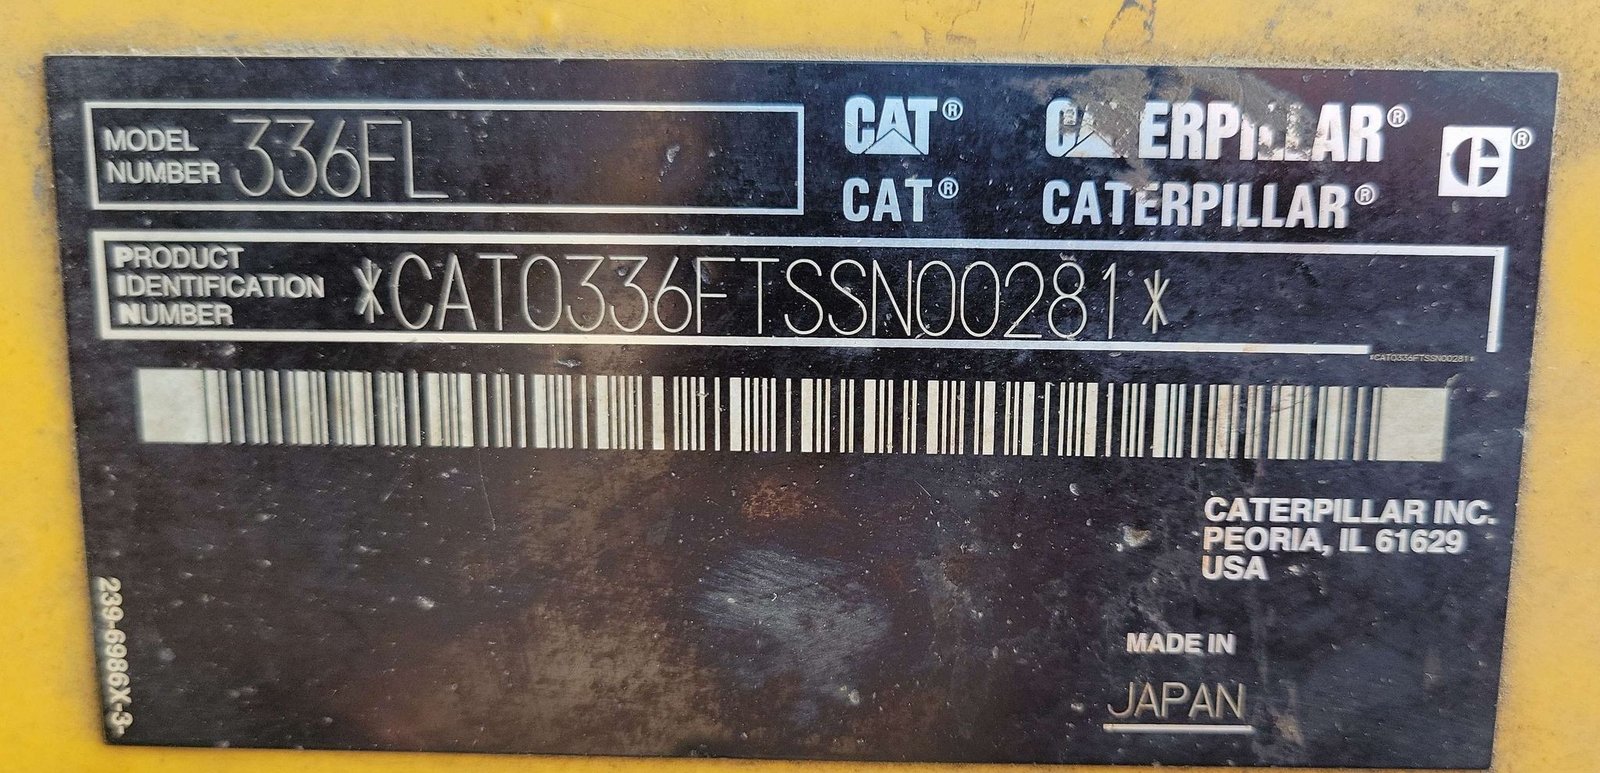 MODEL NUMBER 336FL
CAT® CATERPILLAR®
CAT® CATERPILLAR®
PRODUCT IDENTIFICATION NUMBER *CAT0336FTSSN00281*
*CAT0336FTSSN00281*
CATERPILLAR INC.
PEORIA, IL 61629
USA
MADE IN
JAPAN
239-6986X-3-